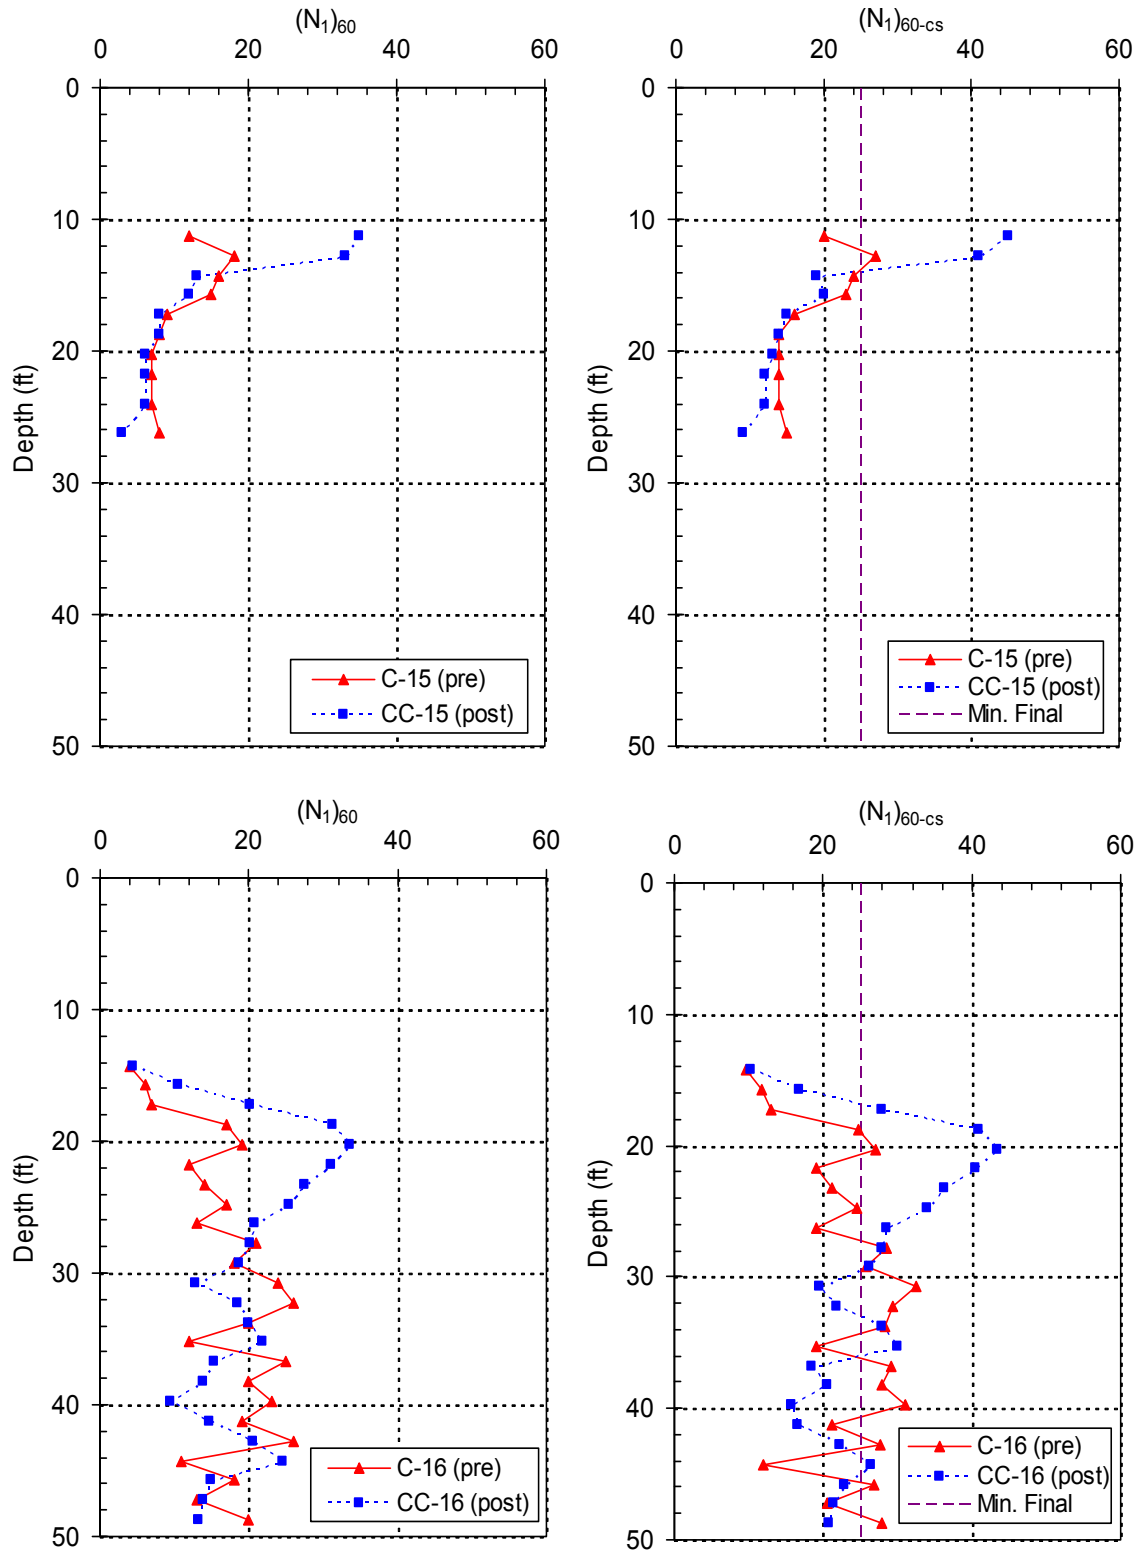 (N₁)₆₀
0 20 40 60
0
10
20
30
40
50
Depth (ft)
C-15 (pre)
CC-15 (post)
(N₁)₆₀₋cs
0 20 40 60
0
10
20
30
40
50
Depth (ft)
C-15 (pre)
CC-15 (post)
Min. Final
(N₁)₆₀
0 20 40 60
0
10
20
30
40
50
Depth (ft)
C-16 (pre)
CC-16 (post)
(N₁)₆₀₋cs
0 20 40 60
0
10
20
30
40
50
Depth (ft)
C-16 (pre)
CC-16 (post)
Min. Final